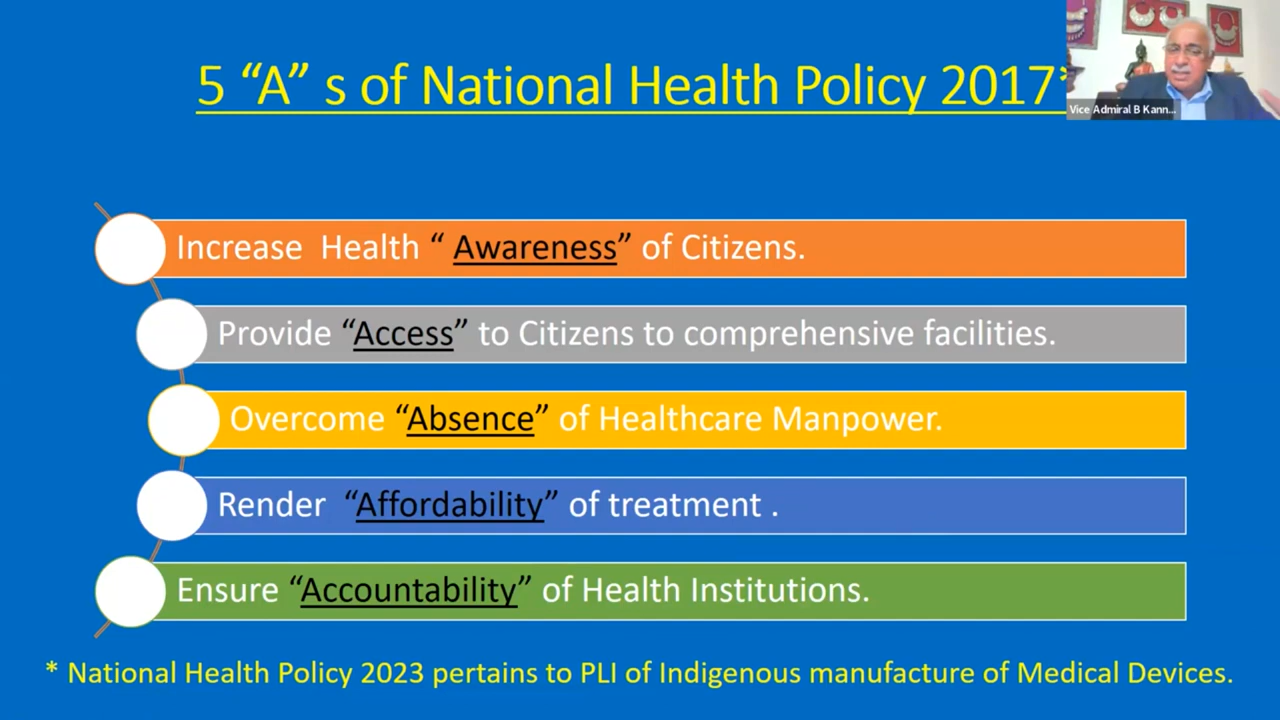 5 “A” s of National Health Policy 2017*
Vice Admiral B Kann...
Increase Health “ Awareness” of Citizens.
Provide “Access” to Citizens to comprehensive facilities.
Overcome “Absence” of Healthcare Manpower.
Render “Affordability” of treatment .
Ensure “Accountability” of Health Institutions.
* National Health Policy 2023 pertains to PLI of Indigenous manufacture of Medical Devices.